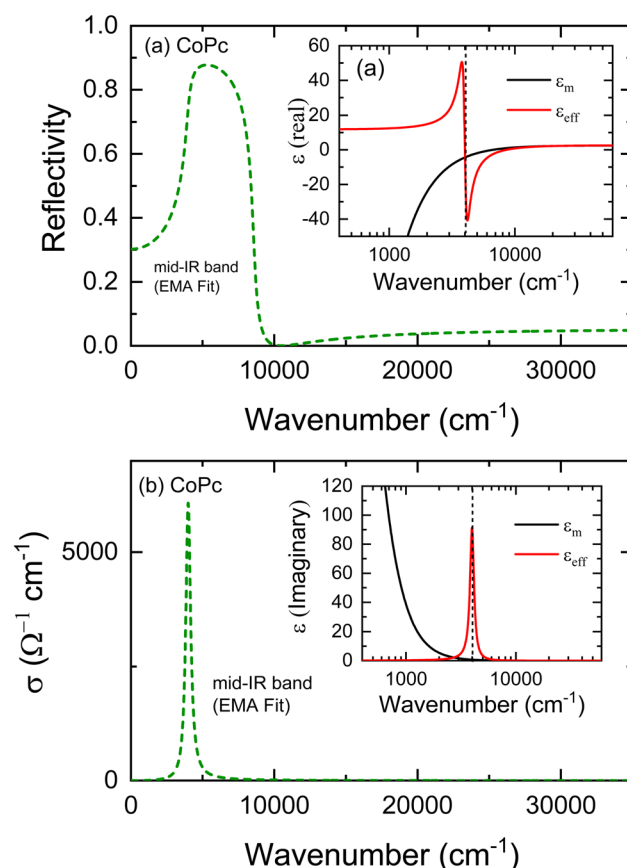 (a) CoPc
Reflectivity
1.0
0.8
0.6
0.4
0.2
0.0
mid-IR band
(EMA Fit)
0
10000
20000
30000
Wavenumber (cm⁻¹)
(a)
ε (real)
60
40
20
0
-20
-40
εₘ
ε_eff
1000
10000
Wavenumber (cm⁻¹)
(b) CoPc
σ (Ω⁻¹ cm⁻¹)
5000
0
mid-IR band
(EMA Fit)
0
10000
20000
30000
Wavenumber (cm⁻¹)
ε (Imaginary)
120
100
80
60
40
20
0
εₘ
ε_eff
1000
10000
Wavenumber (cm⁻¹)